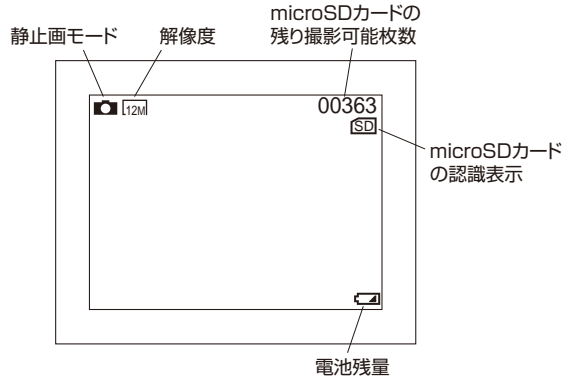 microSDカードの
残り撮影可能枚数
静止画モード
解像度
12M
00363
SD
microSDカード
の認識表示
電池残量